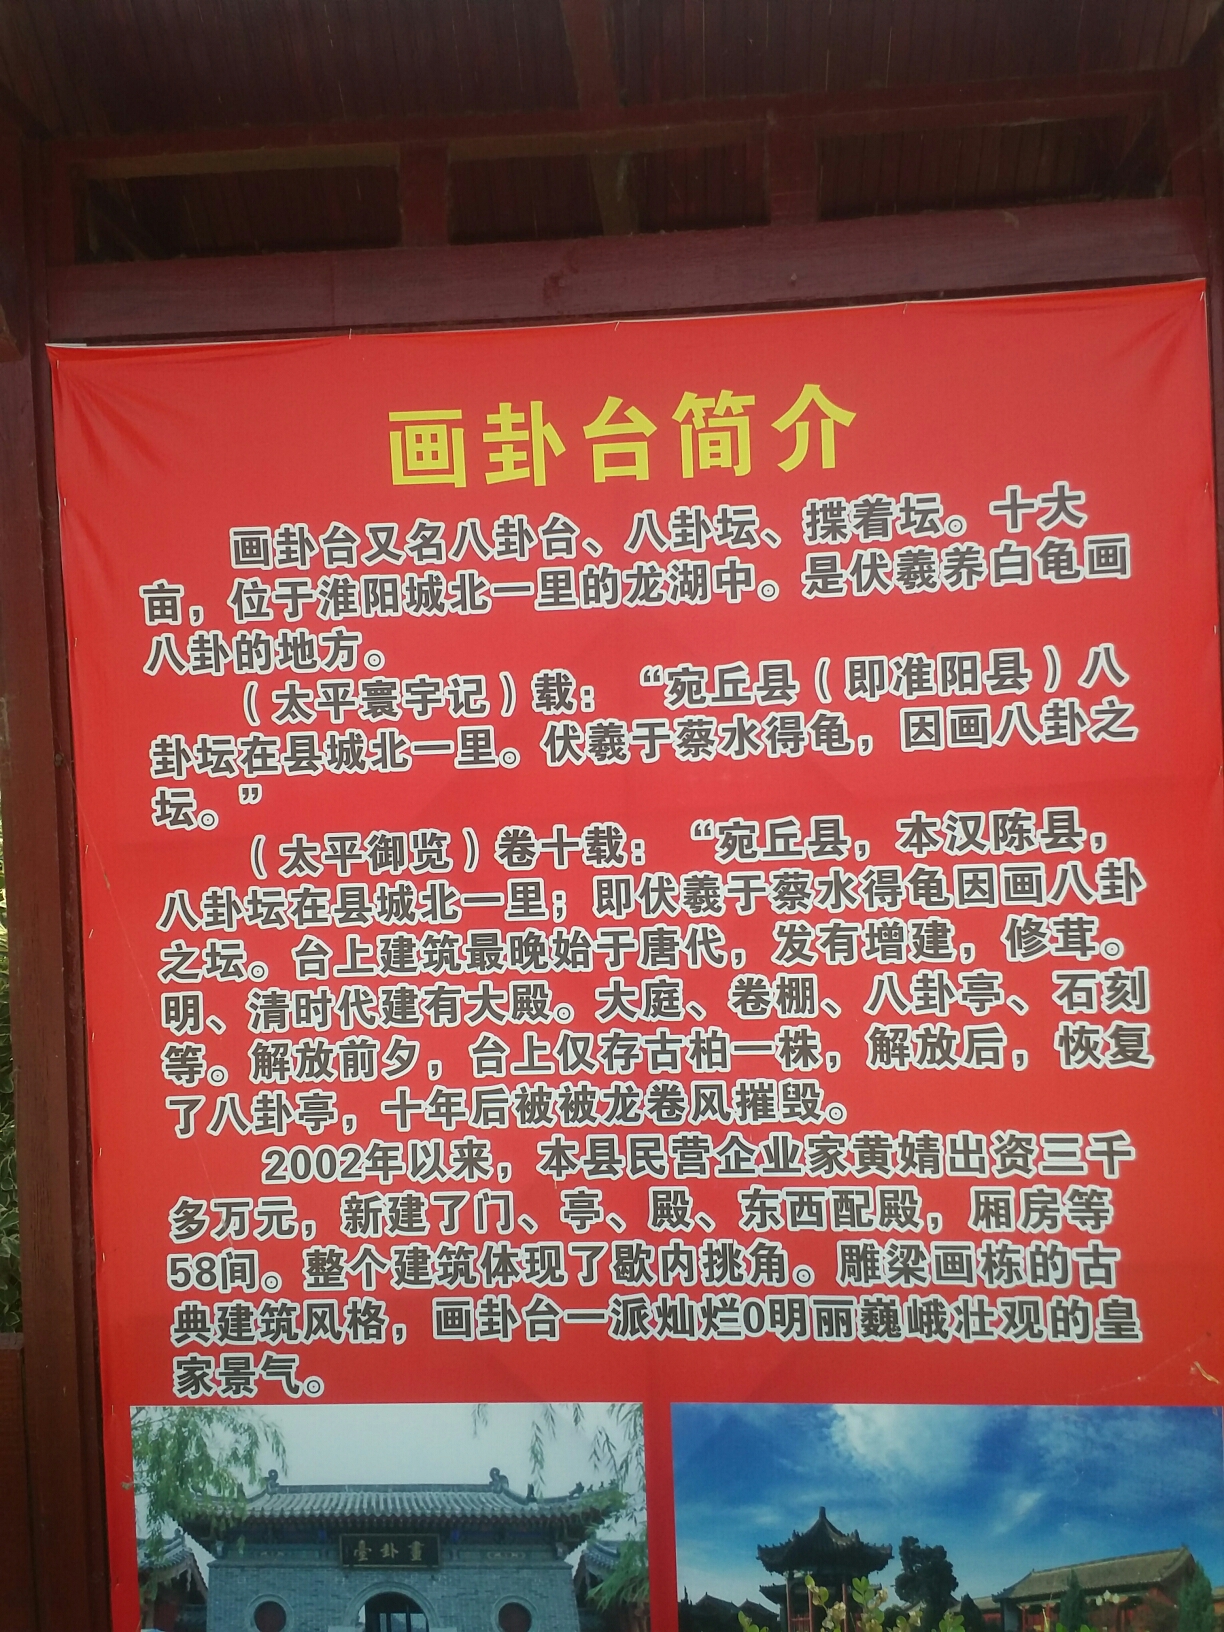 画卦台简介
画卦台又名八卦台、八卦坛、揲着坛。十大
亩，位于淮阳城北一里的龙湖中。是伏羲养白龟画
八卦的地方。
（太平寰宇记）载：“宛丘县（即准阳县）八
卦坛在县城北一里。伏羲于蔡水得龟，因画八卦之
坛。”
（太平御览）卷十载：“宛丘县，本汉陈县，
八卦坛在县城北一里；即伏羲于蔡水得龟因画八卦
之坛。台上建筑最晚始于唐代，发有增建，修茸。
明、清时代建有大殿。大庭、卷棚、八卦亭、石刻
等。解放前夕，台上仅存古柏一株，解放后，恢复
了八卦亭，十年后被被龙卷风摧毁。
2002年以来，本县民营企业家黄婧出资三千
多万元，新建了门、亭、殿、东西配殿，厢房等
58间。整个建筑体现了歇内挑角。雕梁画栋的古
典建筑风格，画卦台一派灿烂0明丽巍峨壮观的皇
家景气。
臺卦畫